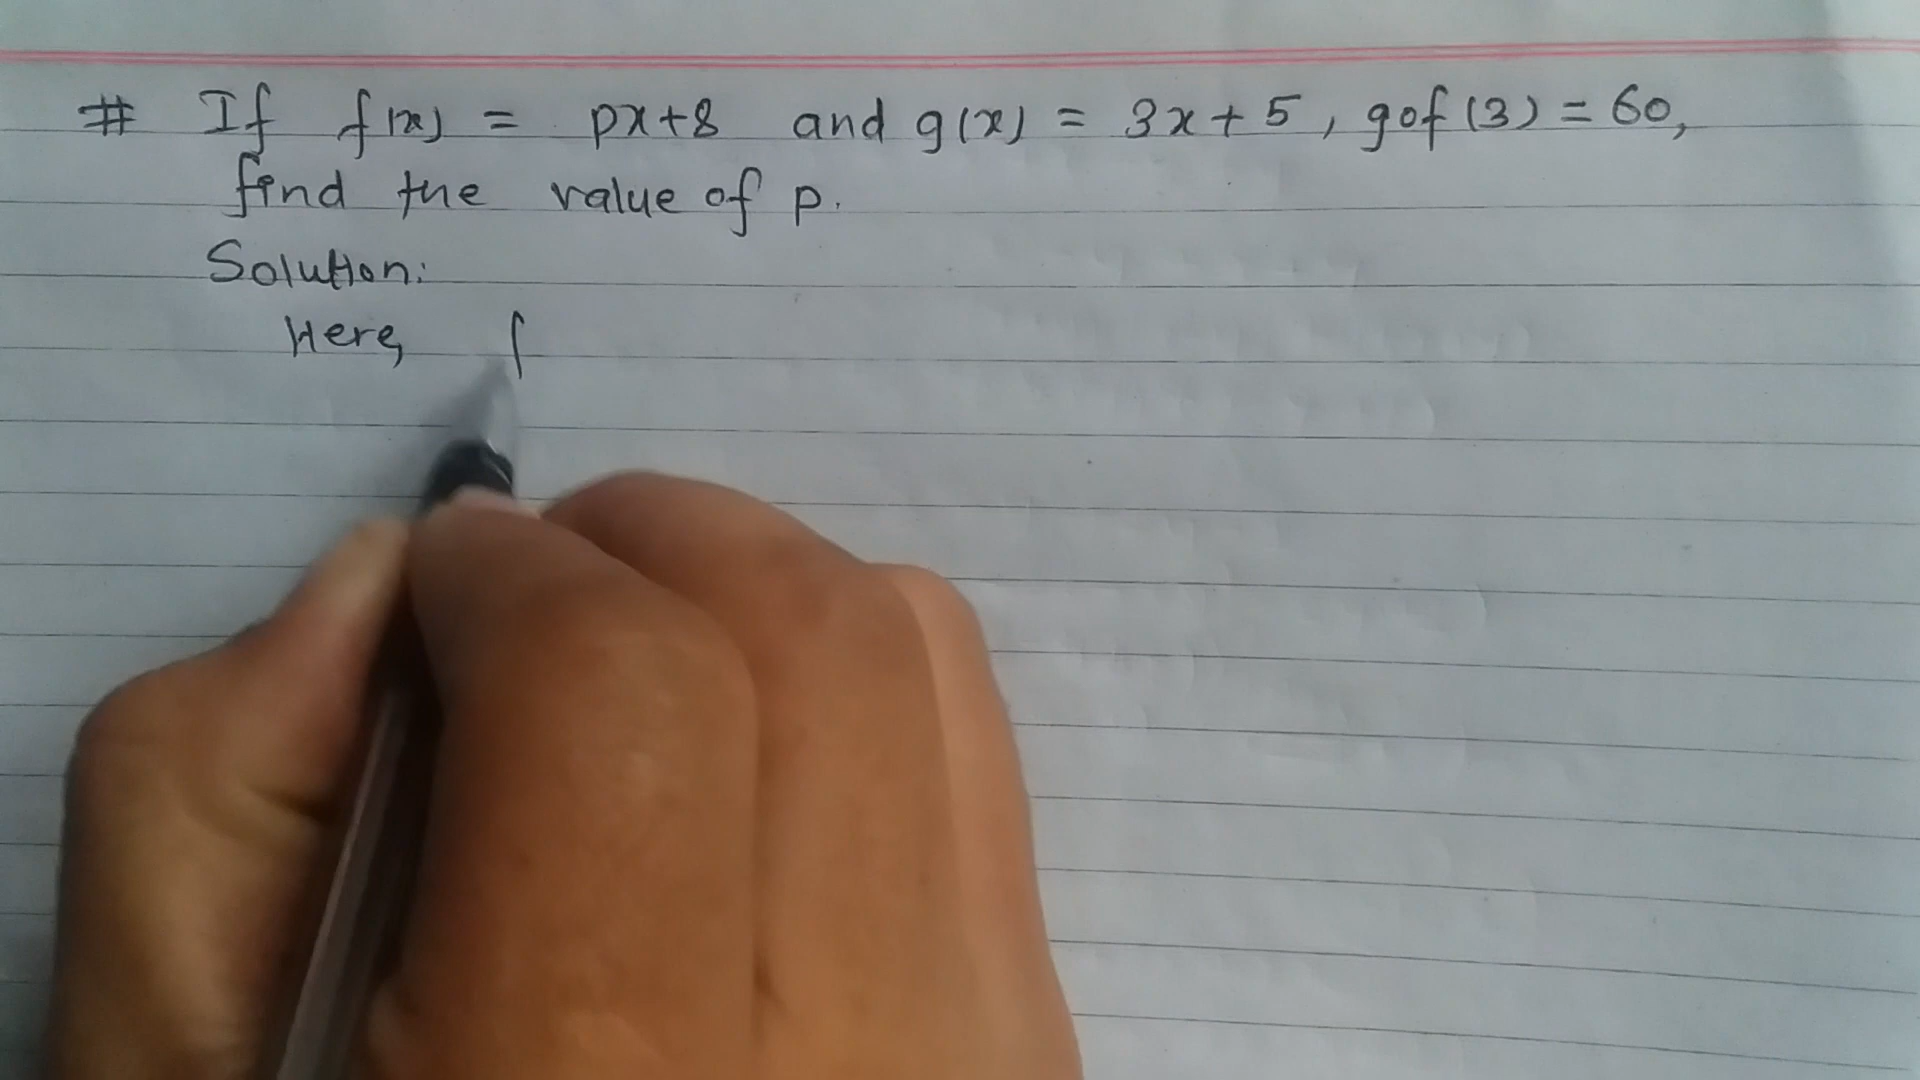 # If f(x) = px+8 and g(x) = 3x+5, gof(3) = 60,
find the value of p.
Solution:
Here, f